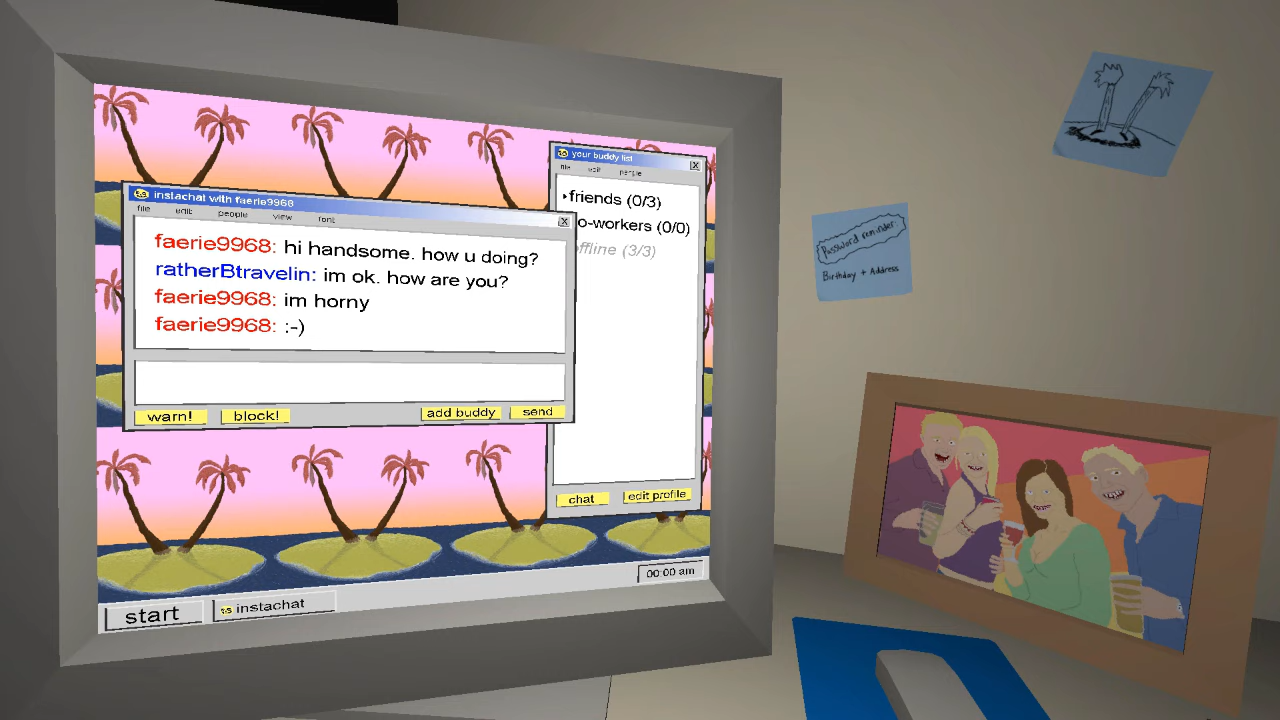 your buddy list
file edit people
friends (0/3)
o-workers (0/0)
offline (3/3)
chat edit profile
instachat with faerie9968
file edit people view font
faerie9968: hi handsome. how u doing?
ratherBtravelin: im ok. how are you?
faerie9968: im horny
faerie9968: :-)
warn! block! add buddy send
start instachat 00:00 am
Password reminder
Birthday + Address